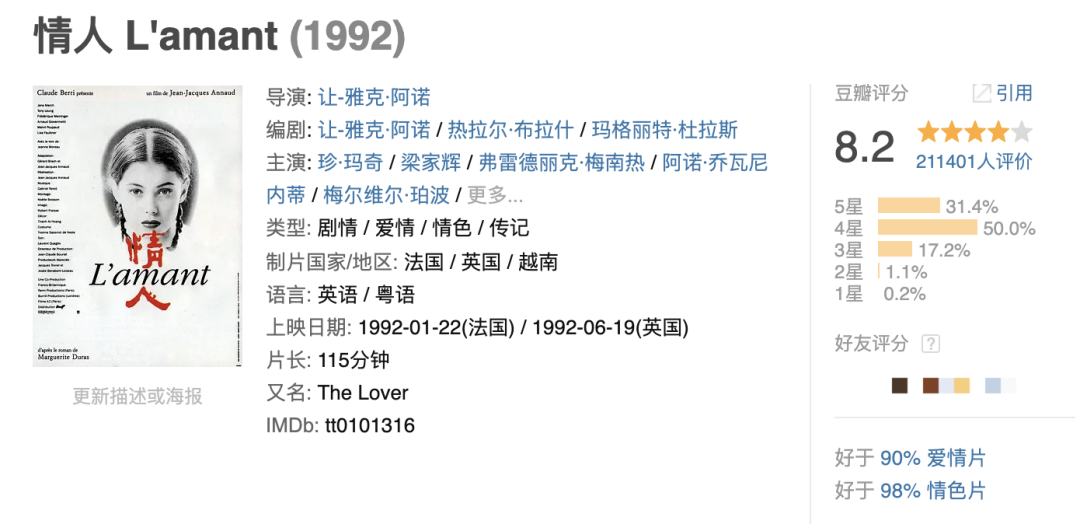 情人 L'amant (1992)
Claude Berri présente
un film de Jean-Jacques Annaud
情
L'amant
人
d'après le roman de
Marguerite Duras
更新描述或海报
导演: 让-雅克·阿诺
编剧: 让-雅克·阿诺 / 热拉尔·布拉什 / 玛格丽特·杜拉斯
主演: 珍·玛奇 / 梁家辉 / 弗雷德丽克·梅南热 / 阿诺·乔瓦尼
内蒂 / 梅尔维尔·珀波 / 更多...
类型: 剧情 / 爱情 / 情色 / 传记
制片国家/地区: 法国 / 英国 / 越南
语言: 英语 / 粤语
上映日期: 1992-01-22(法国) / 1992-06-19(英国)
片长: 115分钟
又名: The Lover
IMDb: tt0101316
豆瓣评分
引用
8.2
211401人评价
5星 31.4%
4星 50.0%
3星 17.2%
2星 1.1%
1星 0.2%
好友评分 ?
好于 90% 爱情片
好于 98% 情色片